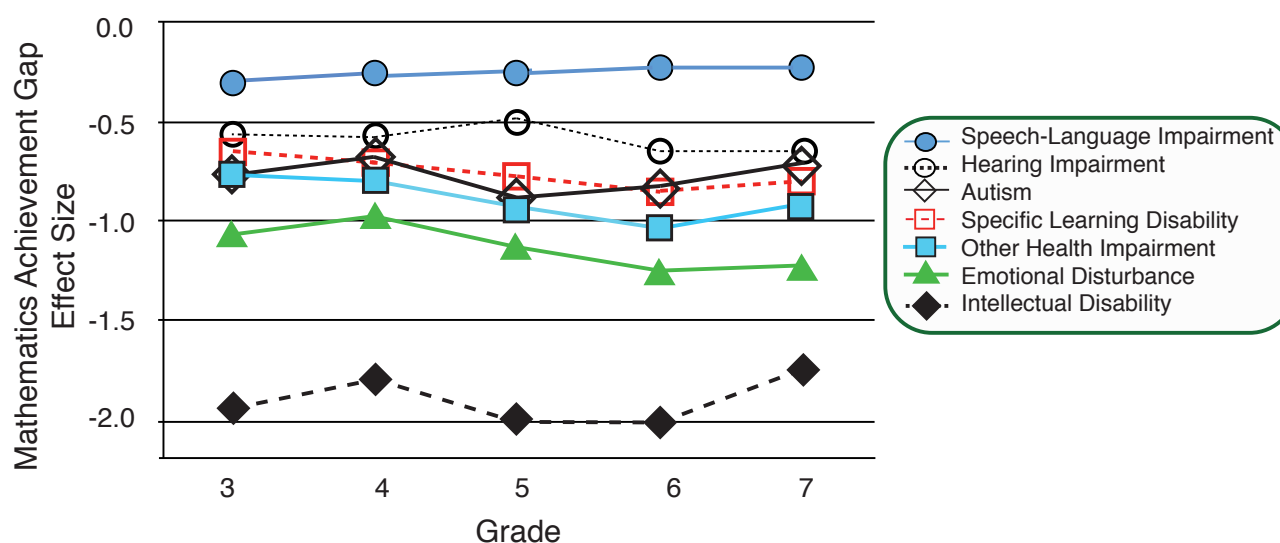 Mathematics Achievement Gap
Effect Size
0.0
-0.5
-1.0
-1.5
-2.0
3 4 5 6 7
Grade
Speech-Language Impairment
Hearing Impairment
Autism
Specific Learning Disability
Other Health Impairment
Emotional Disturbance
Intellectual Disability